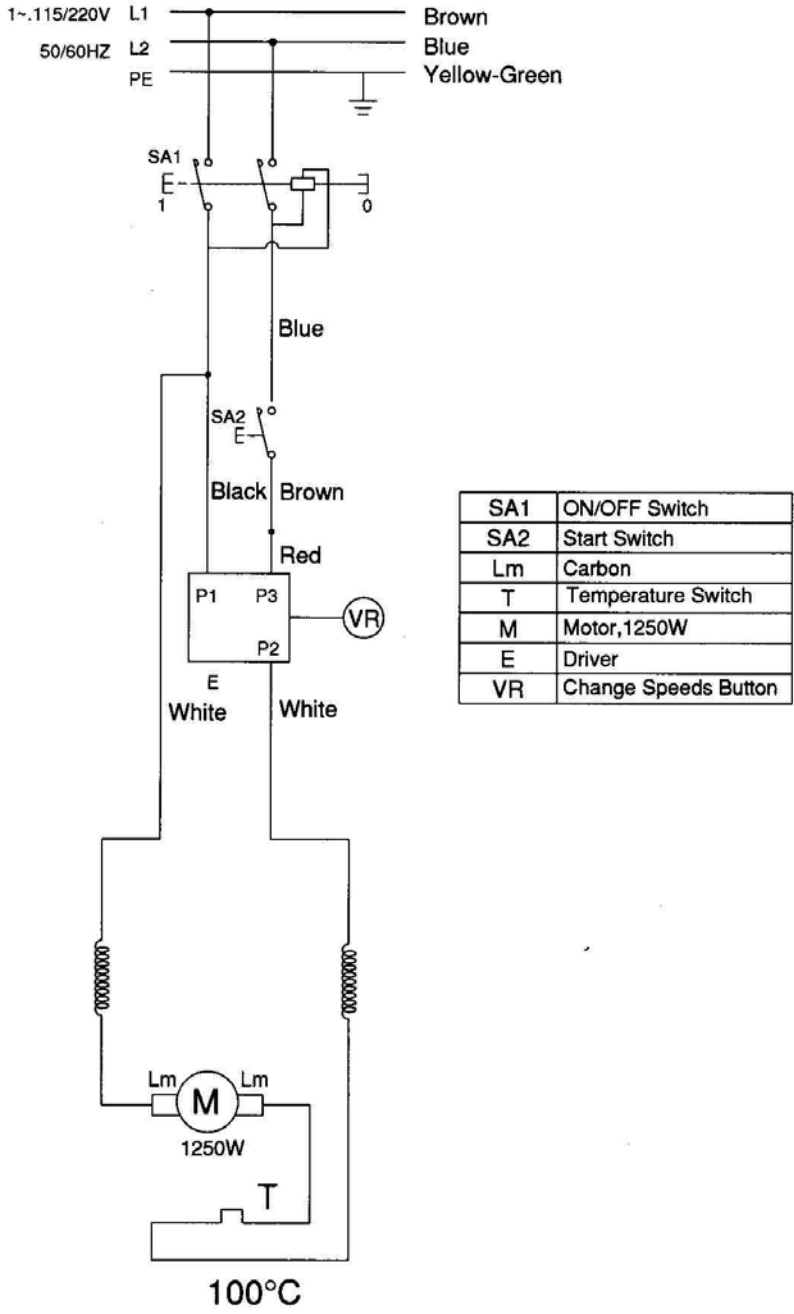 1~.115/220V L1 Brown
50/60HZ L2 Blue
PE Yellow-Green
SA1
1 0
Blue
SA2
E
Black Brown
Red
P1 P3
VR
P2
E
White White
SA1 ON/OFF Switch
SA2 Start Switch
Lm Carbon
T Temperature Switch
M Motor,1250W
E Driver
VR Change Speeds Button
Lm Lm
M
1250W
T
100°C